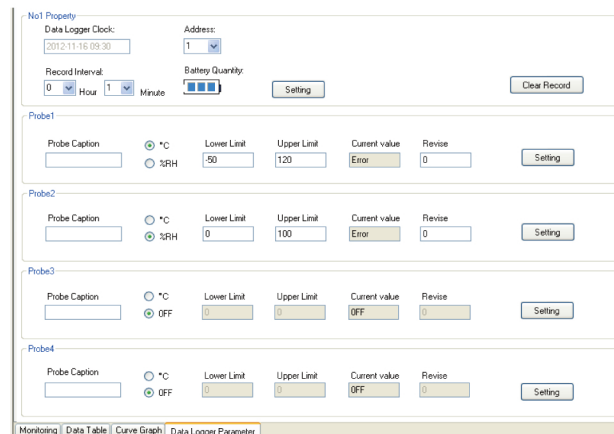 No1 Property
Data Logger Clock: Address:
2012-11-16 09:30 1
Record Interval: Battery Quantity:
0 Hour 1 Minute Setting Clear Record
Probe1
Probe Caption °C Lower Limit Upper Limit Current value Revise
%RH -50 120 Error 0 Setting
Probe2
Probe Caption °C Lower Limit Upper Limit Current value Revise
%RH 0 100 Error 0 Setting
Probe3
Probe Caption °C Lower Limit Upper Limit Current value Revise
OFF 0 0 OFF 0 Setting
Probe4
Probe Caption °C Lower Limit Upper Limit Current value Revise
OFF 0 0 OFF 0 Setting
Monitoring Data Table Curve Graph Data Logger Parameter